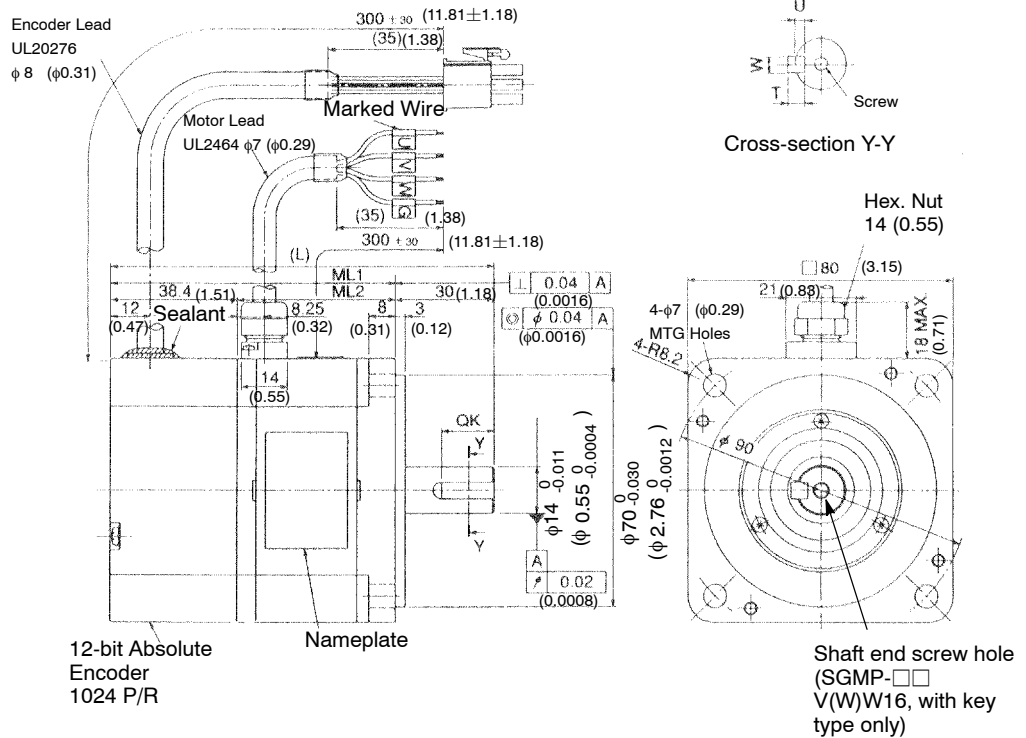 300 ± 30 (11.81±1.18)
(35)(1.38)
Encoder Lead
UL20276
φ 8 (φ0.31)
Marked Wire
Motor Lead
UL2464 φ7 (φ0.29)
U
V
W
G
(35) (1.38)
300 ± 30 (11.81±1.18)
(L)
ML1
ML2
38.4 (1.51)
12
(0.47)
Sealant
8.25
(0.32)
8
(0.31)
30(1.18)
3
(0.12)
⊥ 0.04 A
(0.0016)
◎ φ 0.04 A
(φ0.0016)
14
(0.55)
QK
Y
Y
φ14 0 -0.011
(φ 0.55 0 -0.0004 )
φ70 0 -0.030
(φ 2.76 0 -0.0012 )
A
0.02
(0.0008)
Nameplate
12-bit Absolute
Encoder
1024 P/R
U
W
T
Screw
Cross-section Y-Y
Hex. Nut
14 (0.55)
□ 80 (3.15)
21(0.83)
4-φ7 (φ0.29)
MTG Holes
4-R8.2
18 MAX.
(0.71)
φ 90
Shaft end screw hole
(SGMP-□□
V(W)W16, with key
type only)